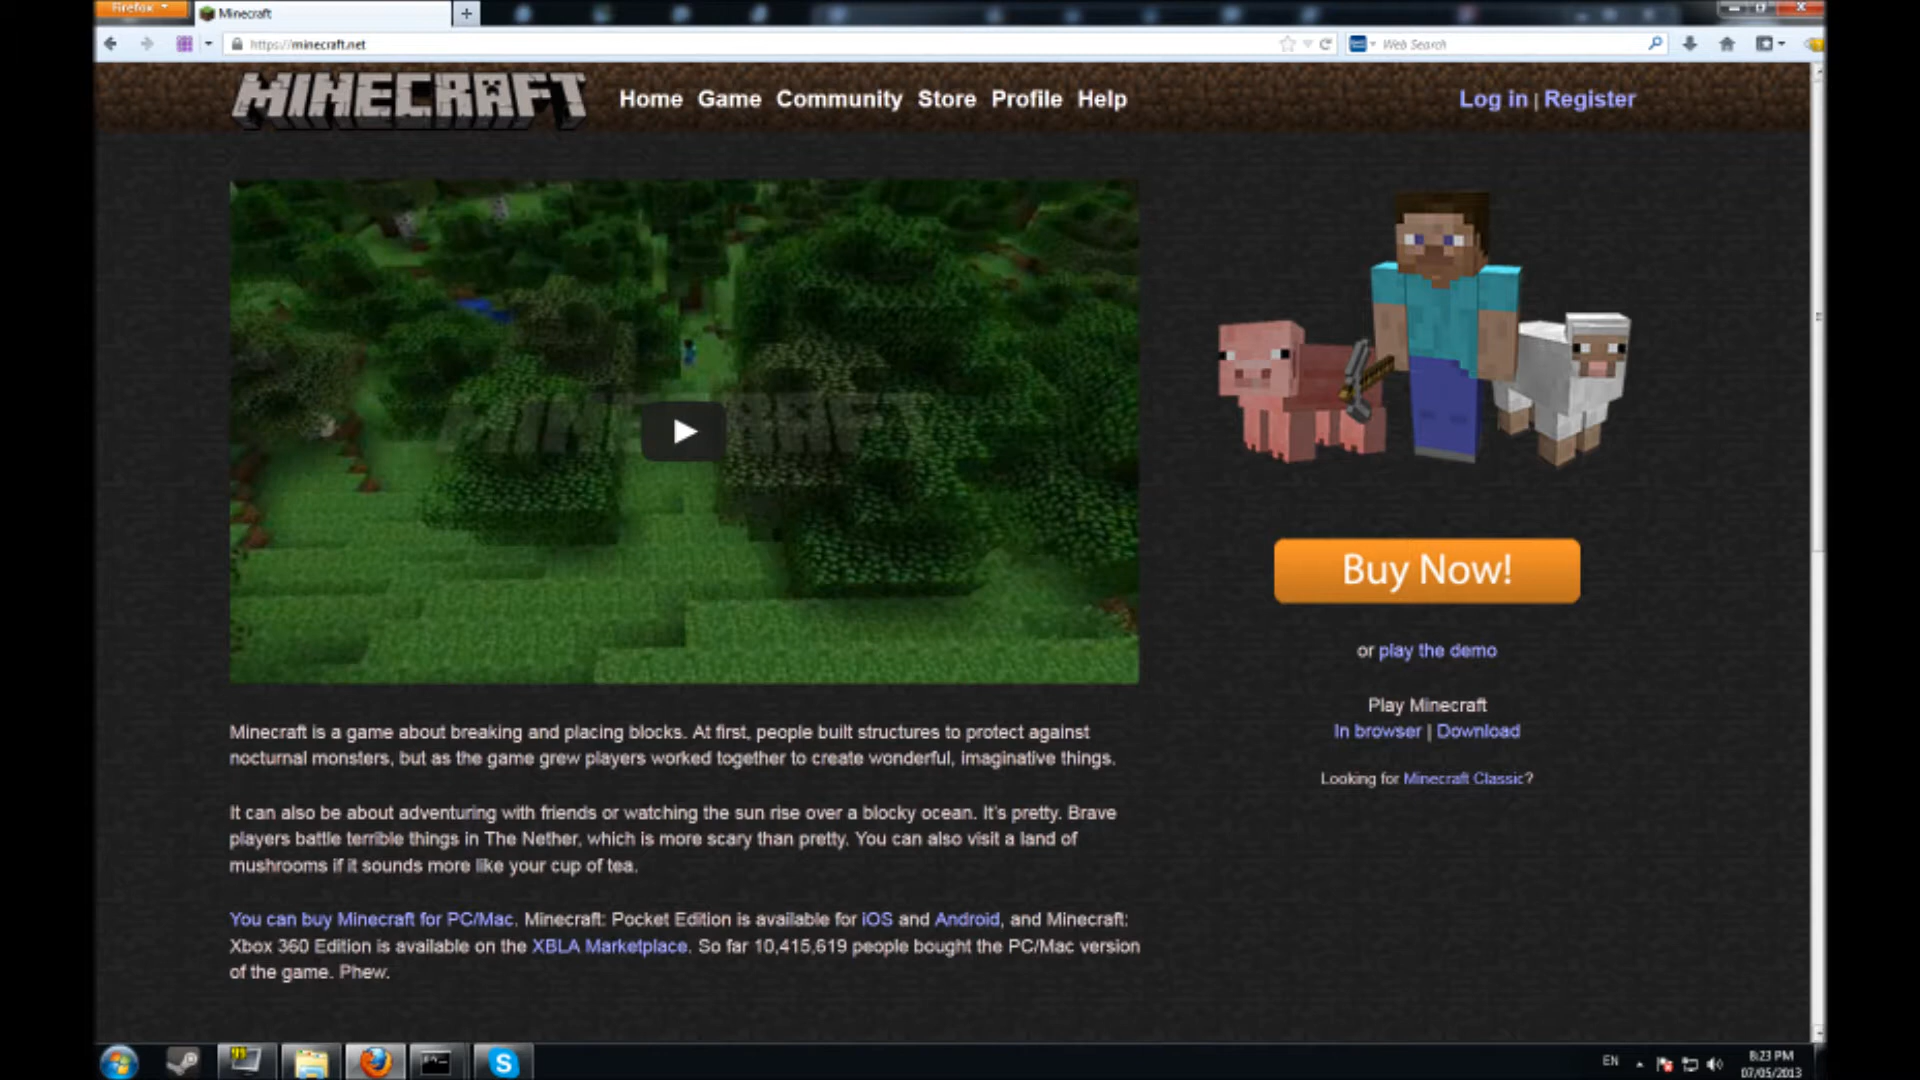 Firefox
Minecraft
https://minecraft.net
Web Search
MINECRAFT
Home Game Community Store Profile Help
Log in | Register
MINECRAFT
Buy Now!
or play the demo
Play Minecraft
In browser | Download
Looking for Minecraft Classic?
Minecraft is a game about breaking and placing blocks. At first, people built structures to protect against
nocturnal monsters, but as the game grew players worked together to create wonderful, imaginative things.
It can also be about adventuring with friends or watching the sun rise over a blocky ocean. It's pretty. Brave
players battle terrible things in The Nether, which is more scary than pretty. You can also visit a land of
mushrooms if it sounds more like your cup of tea.
You can buy Minecraft for PC/Mac. Minecraft: Pocket Edition is available for iOS and Android, and Minecraft:
Xbox 360 Edition is available on the XBLA Marketplace. So far 10,415,619 people bought the PC/Mac version
of the game. Phew.
EN
8:23 PM
07/05/2013